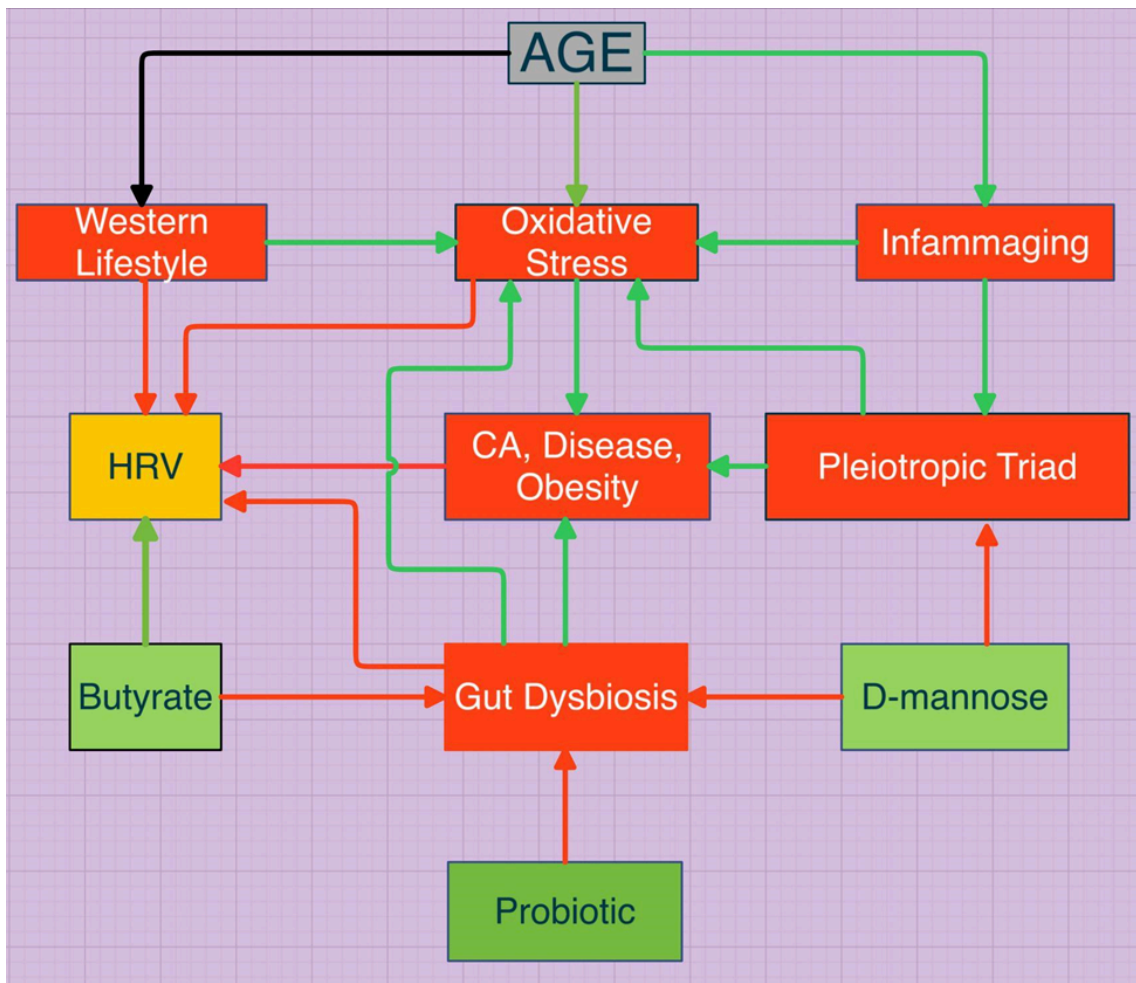 AGE
Western
Lifestyle
Oxidative
Stress
Infammaging
HRV
CA, Disease,
Obesity
Pleiotropic Triad
Butyrate
Gut Dysbiosis
D-mannose
Probiotic